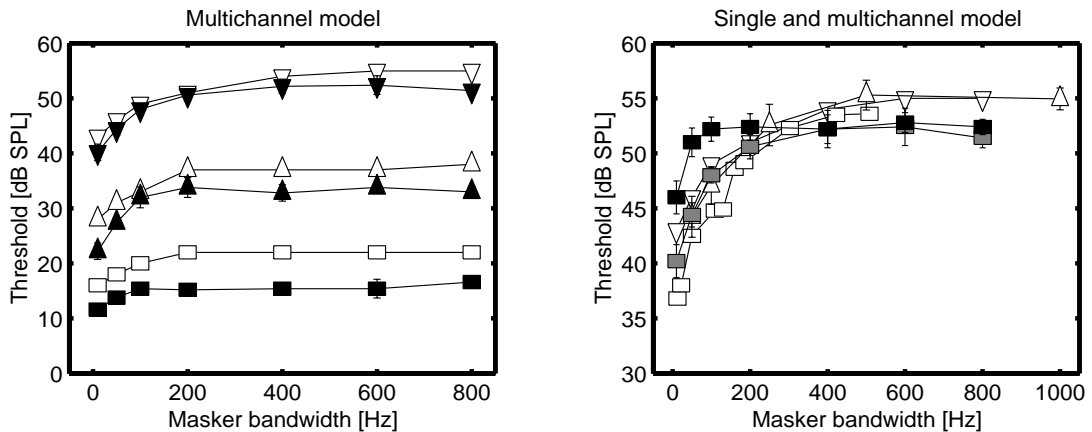 Multichannel model
60
50
40
30
20
10
0
Threshold [dB SPL]
0 200 400 600 800
Masker bandwidth [Hz]
Single and multichannel model
60
55
50
45
40
35
30
Threshold [dB SPL]
0 200 400 600 800 1000
Masker bandwidth [Hz]